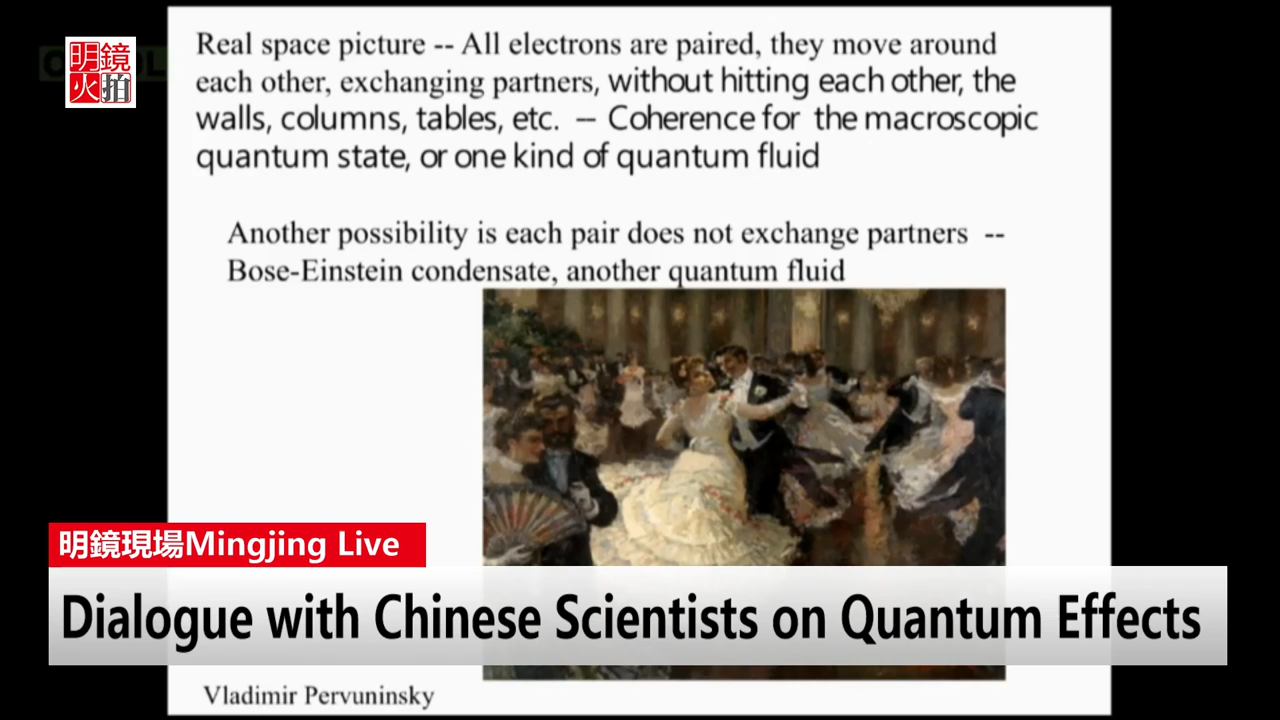 明鏡
火拍
Real space picture -- All electrons are paired, they move around
each other, exchanging partners, without hitting each other, the
walls, columns, tables, etc. – Coherence for the macroscopic
quantum state, or one kind of quantum fluid
Another possibility is each pair does not exchange partners --
Bose-Einstein condensate, another quantum fluid
明鏡現場Mingjing Live
Dialogue with Chinese Scientists on Quantum Effects
Vladimir Pervuninsky